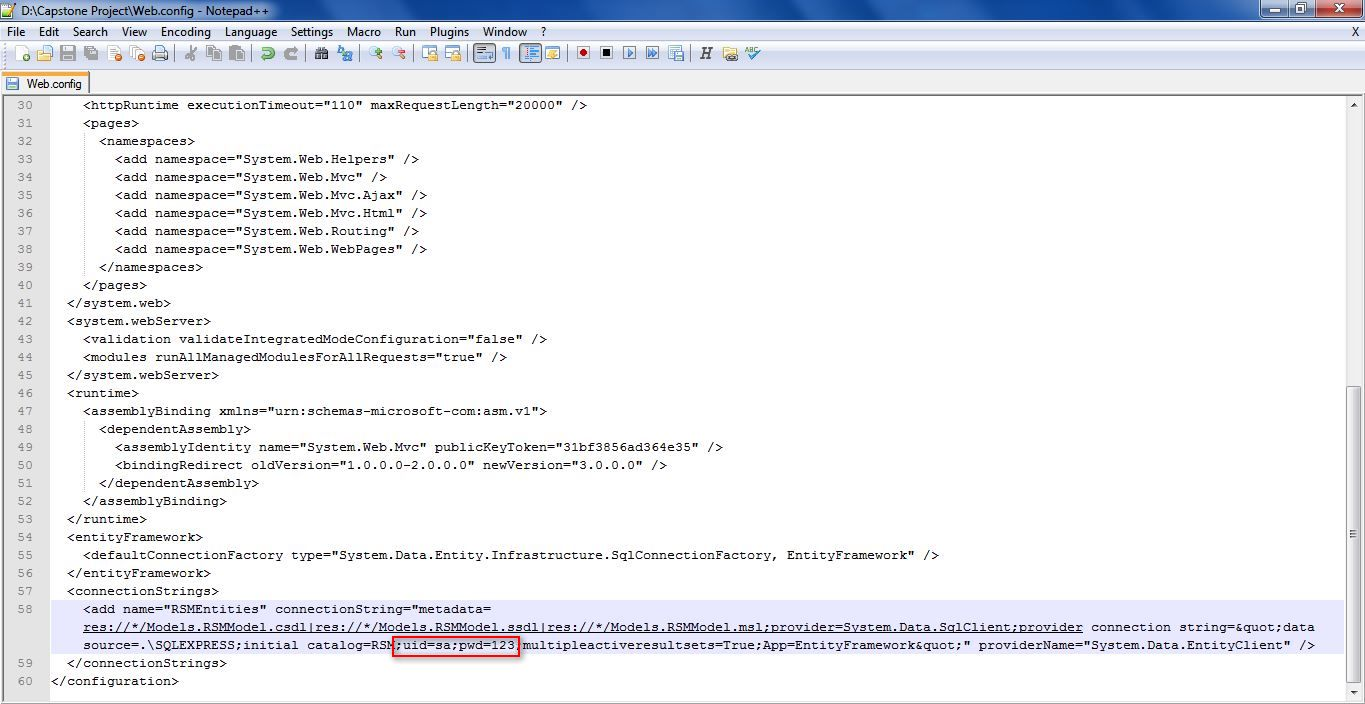 D:\Capstone Project\Web.config - Notepad++
File Edit Search View Encoding Language Settings Macro Run Plugins Window ? X
Web.config
30 <httpRuntime executionTimeout="110" maxRequestLength="20000" />
31 <pages>
32 <namespaces>
33 <add namespace="System.Web.Helpers" />
34 <add namespace="System.Web.Mvc" />
35 <add namespace="System.Web.Mvc.Ajax" />
36 <add namespace="System.Web.Mvc.Html" />
37 <add namespace="System.Web.Routing" />
38 <add namespace="System.Web.WebPages" />
39 </namespaces>
40 </pages>
41 </system.web>
42 <system.webServer>
43 <validation validateIntegratedModeConfiguration="false" />
44 <modules runAllManagedModulesForAllRequests="true" />
45 </system.webServer>
46 <runtime>
47 <assemblyBinding xmlns="urn:schemas-microsoft-com:asm.v1">
48 <dependentAssembly>
49 <assemblyIdentity name="System.Web.Mvc" publicKeyToken="31bf3856ad364e35" />
50 <bindingRedirect oldVersion="1.0.0.0-2.0.0.0" newVersion="3.0.0.0" />
51 </dependentAssembly>
52 </assemblyBinding>
53 </runtime>
54 <entityFramework>
55 <defaultConnectionFactory type="System.Data.Entity.Infrastructure.SqlConnectionFactory, EntityFramework" />
56 </entityFramework>
57 <connectionStrings>
58 <add name="RSMEntities" connectionString="metadata=
res://*/Models.RSMModel.csdl|res://*/Models.RSMModel.ssdl|res://*/Models.RSMModel.msl;provider=System.Data.SqlClient;provider connection string=&quot;data
source=.\SQLEXPRESS;initial catalog=RSM;uid=sa;pwd=123;multipleactiveresultsets=True;App=EntityFramework&quot;" providerName="System.Data.EntityClient" />
59 </connectionStrings>
60 </configuration>